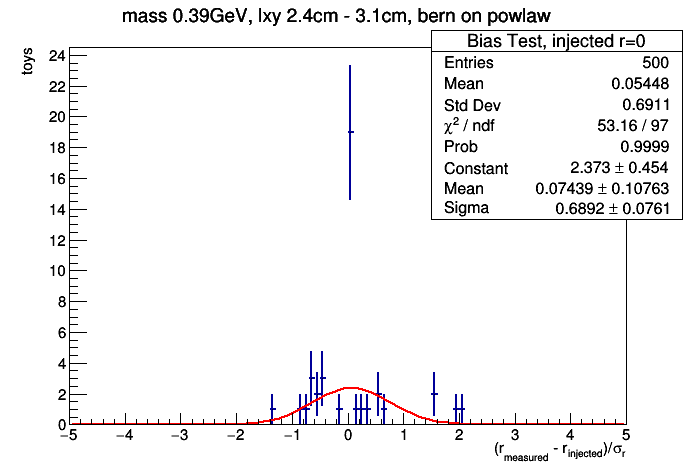 mass 0.39GeV, lxy 2.4cm - 3.1cm, bern on powlaw
Bias Test, injected r=0
Entries 500
Mean 0.05448
Std Dev 0.6911
χ² / ndf 53.16 / 97
Prob 0.9999
Constant 2.373 ± 0.454
Mean 0.07439 ± 0.10763
Sigma 0.6892 ± 0.0761
toys
24
22
20
18
16
14
12
10
8
6
4
2
0
−5 −4 −3 −2 −1 0 1 2 3 4 5
(r_measured - r_injected)/σ_r